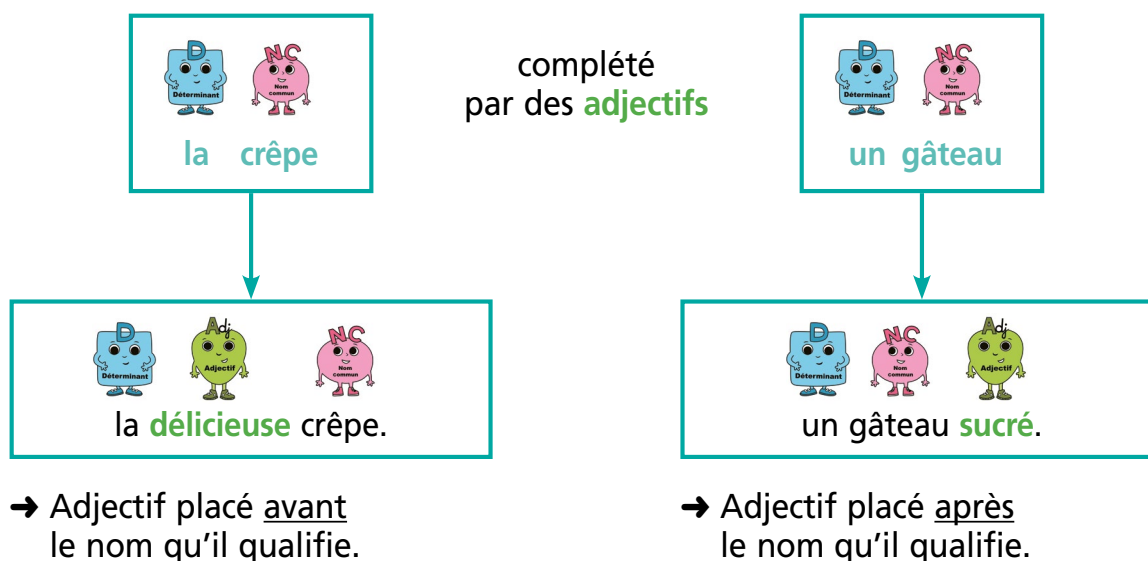 D NC
Déterminant Nom commun
la crêpe
complété
par des adjectifs
D NC
Déterminant Nom commun
un gâteau
D Adj NC
Déterminant Adjectif Nom commun
la délicieuse crêpe.
➜ Adjectif placé avant
le nom qu’il qualifie.
D NC Adj
Déterminant Nom commun Adjectif
un gâteau sucré.
➜ Adjectif placé après
le nom qu’il qualifie.